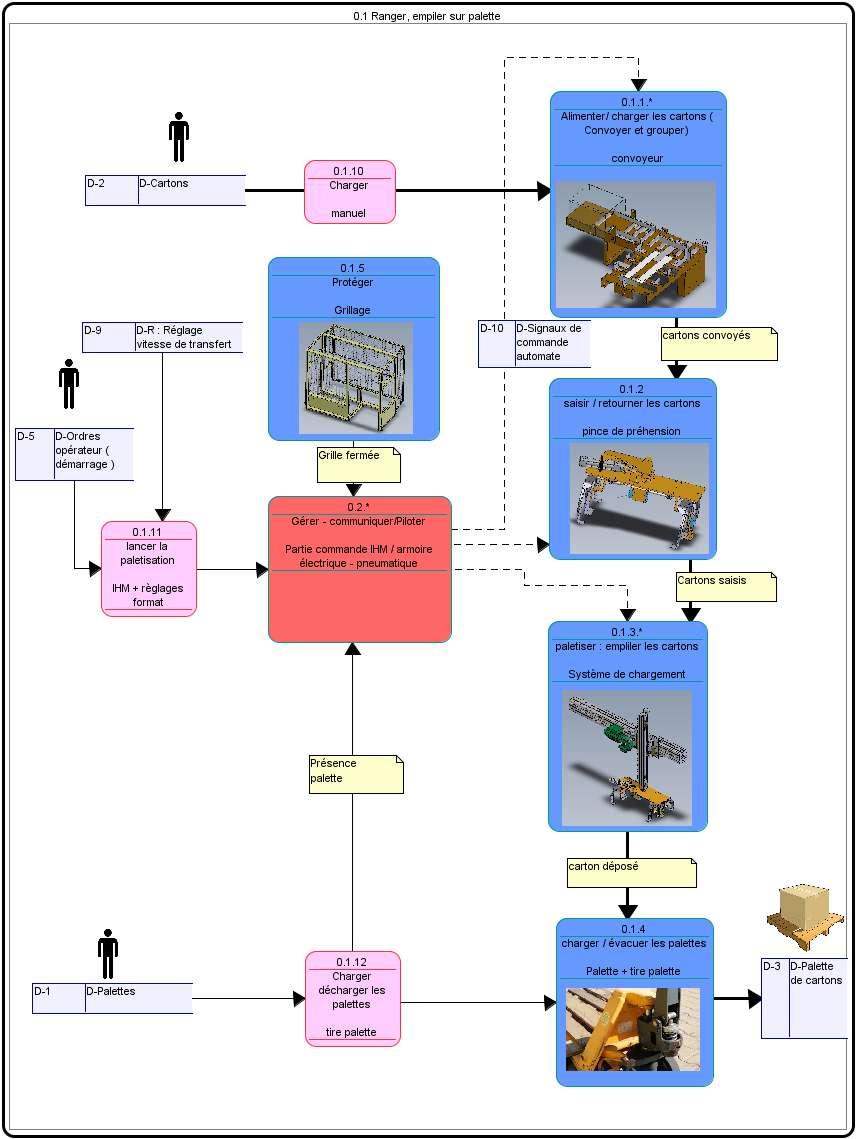 0.1 Ranger, empiler sur palette
0.1.1.*
Alimenter/ charger les cartons (
Convoyer et grouper)
convoyeur
D-2
D-Cartons
0.1.10
Charger
manuel
0.1.5
Protéger
Grillage
D-9
D-R : Réglage
vitesse de transfert
D-10
D-Signaux de
commande
automate
cartons convoyés
D-5
D-Ordres
opérateur (
démarrage )
Grille fermée
0.1.2
saisir / retourner les cartons
pince de préhension
0.1.11
lancer la
paletisation
IHM + règlages
format
0.2.*
Gérer - communiquer/Piloter
Partie commande IHM / armoire
électrique - pneumatique
Cartons saisis
0.1.3.*
paletiser : empliler les cartons
Système de chargement
Présence
palette
carton déposé
0.1.4
charger / évacuer les palettes
Palette + tire palette
D-3
D-Palette
de cartons
D-1
D-Palettes
0.1.12
Charger
décharger les
palettes
tire palette